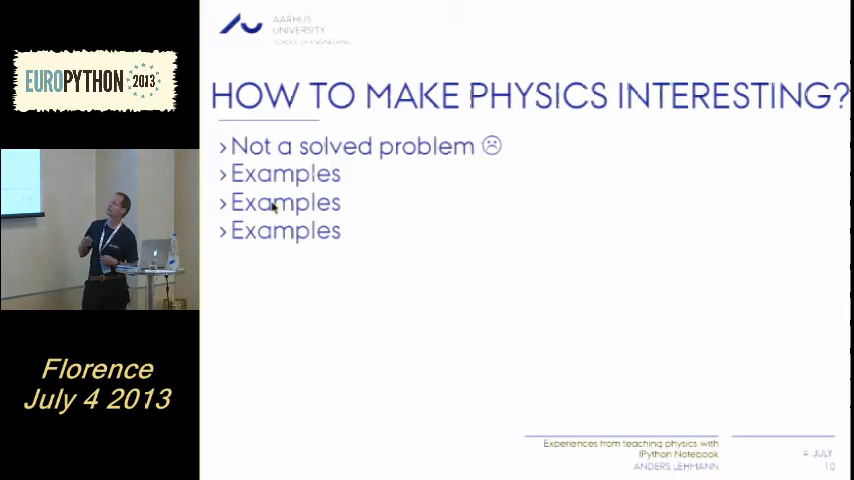 EUROPYTHON 2013
Florence
July 4 2013
AARHUS
UNIVERSITY
SCHOOL OF ENGINEERING
HOW TO MAKE PHYSICS INTERESTING?
›Not a solved problem ☹
›Examples
›Examples
›Examples
Experiences from teaching physics with
IPython Notebook
ANDERS LEHMANN
4. JULY
10